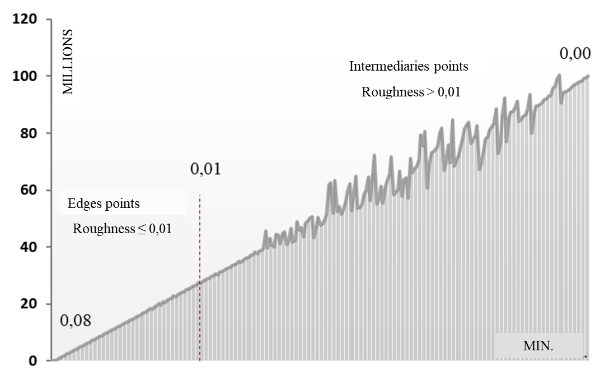 120
100
80
60
40
20
0
MILLIONS
0,00
Intermediaries points
Roughness > 0,01
0,01
Edges points
Roughness ≤ 0,01
0,08
MIN.